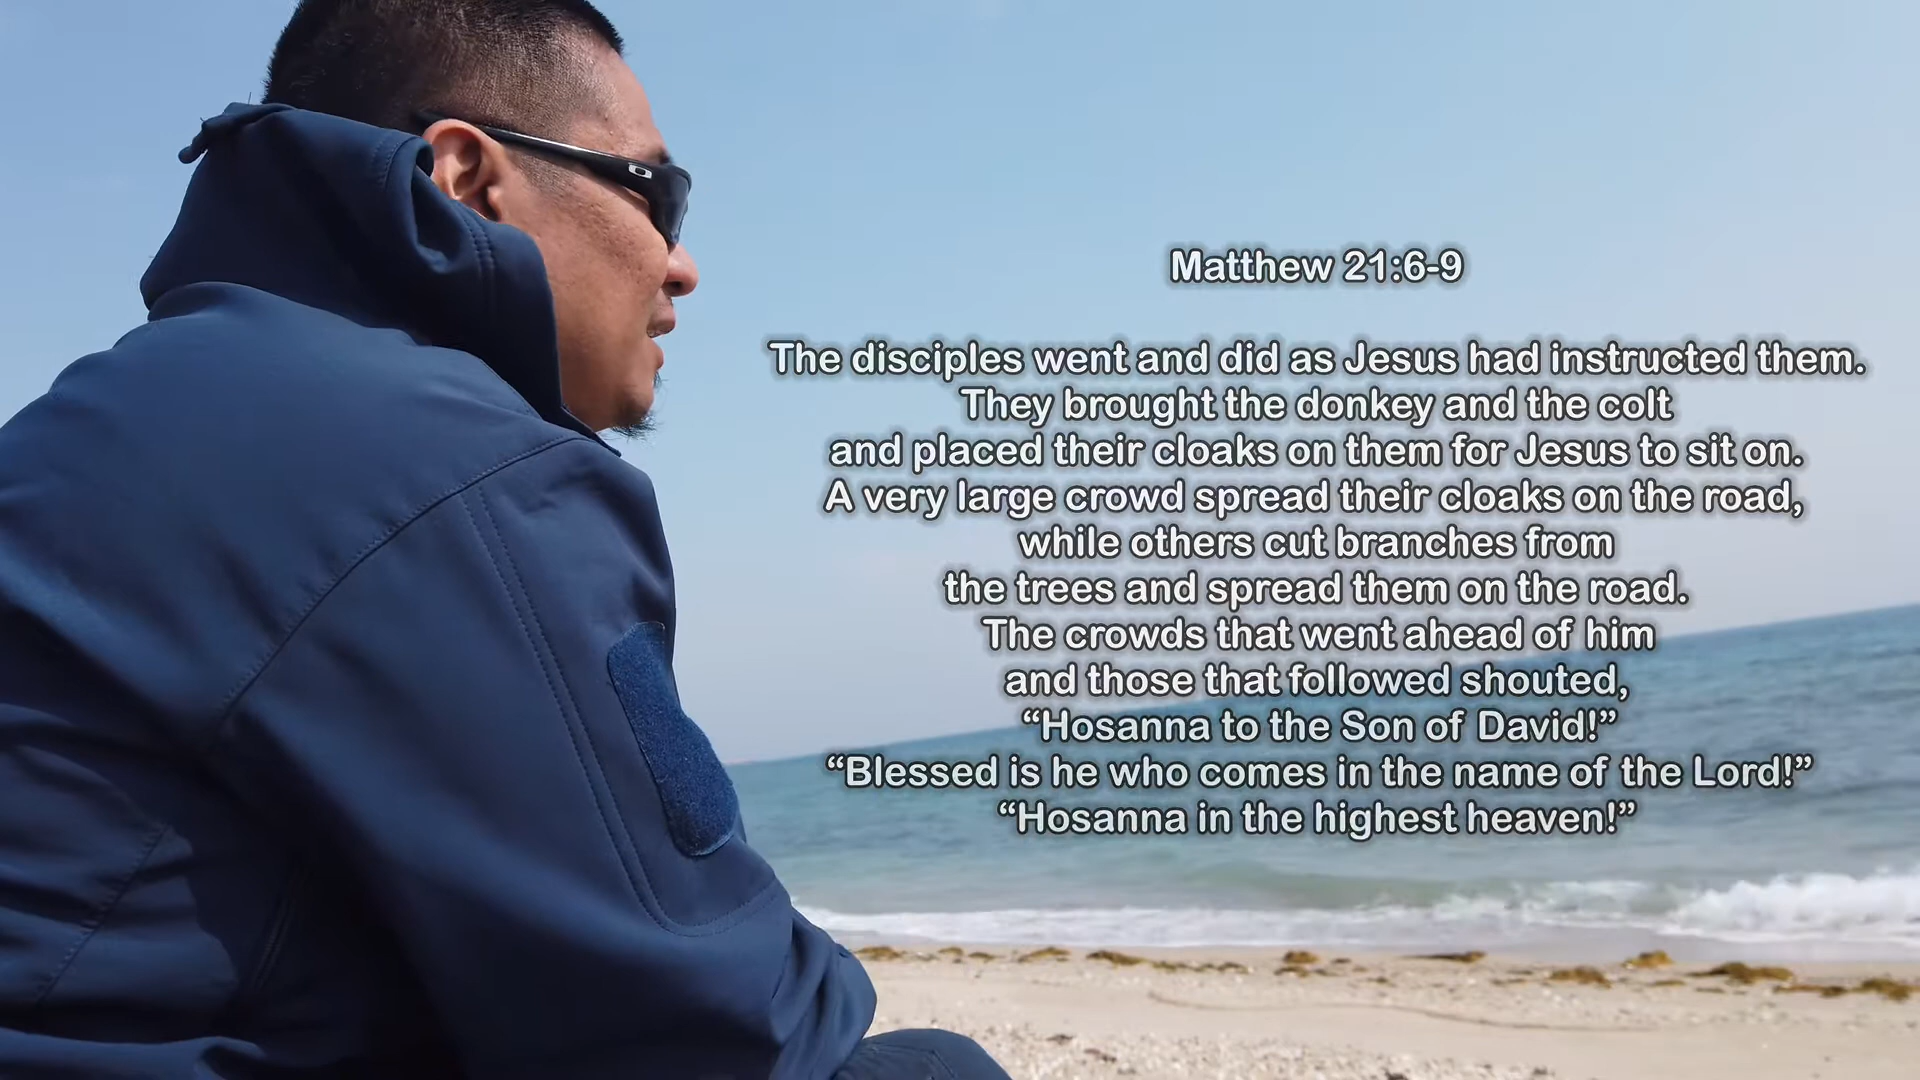 Matthew 21:6-9
The disciples went and did as Jesus had instructed them.
They brought the donkey and the colt
and placed their cloaks on them for Jesus to sit on.
A very large crowd spread their cloaks on the road,
while others cut branches from
the trees and spread them on the road.
The crowds that went ahead of him
and those that followed shouted,
“Hosanna to the Son of David!”
“Blessed is he who comes in the name of the Lord!”
“Hosanna in the highest heaven!”